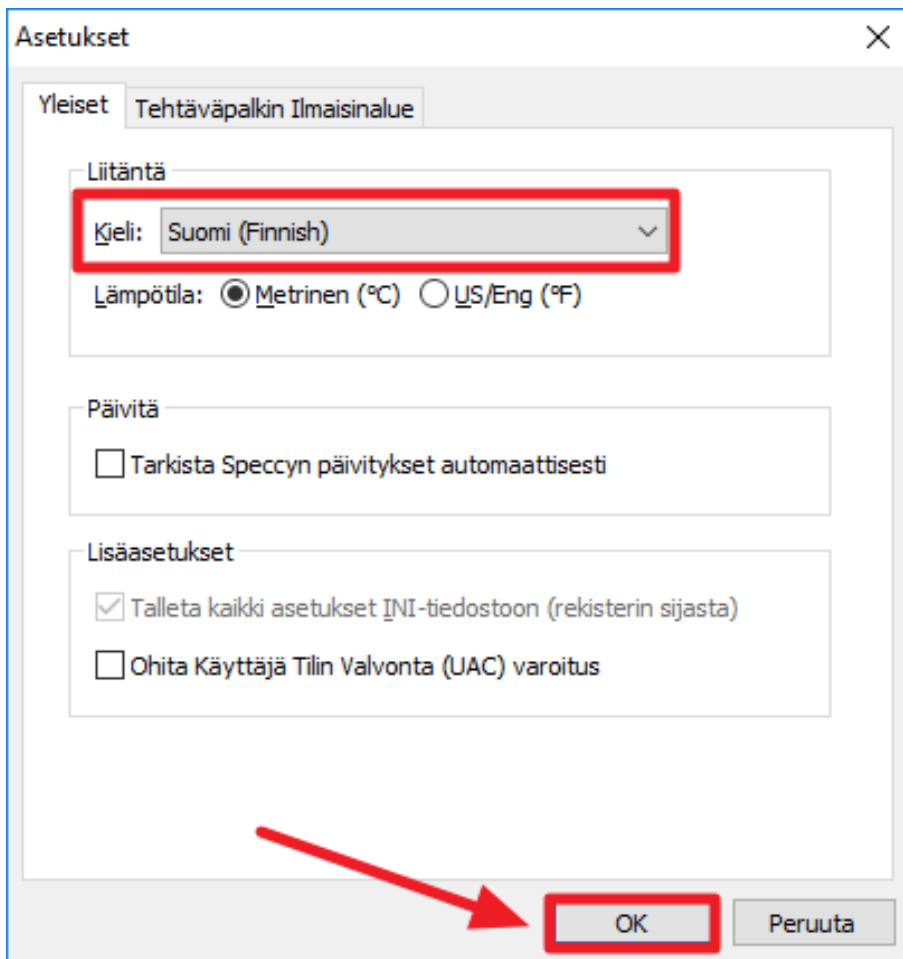 Asetukset
Yleiset Tehtäväpalkin Ilmaisinalue
Liitäntä
Kieli: Suomi (Finnish)
Lämpötila: Metrinen (°C) US/Eng (°F)
Päivitä
Tarkista Speccyn päivitykset automaattisesti
Lisäasetukset
Talleta kaikki asetukset INI-tiedostoon (rekisterin sijasta)
Ohita Käyttäjä Tilin Valvonta (UAC) varoitus
OK Peruuta